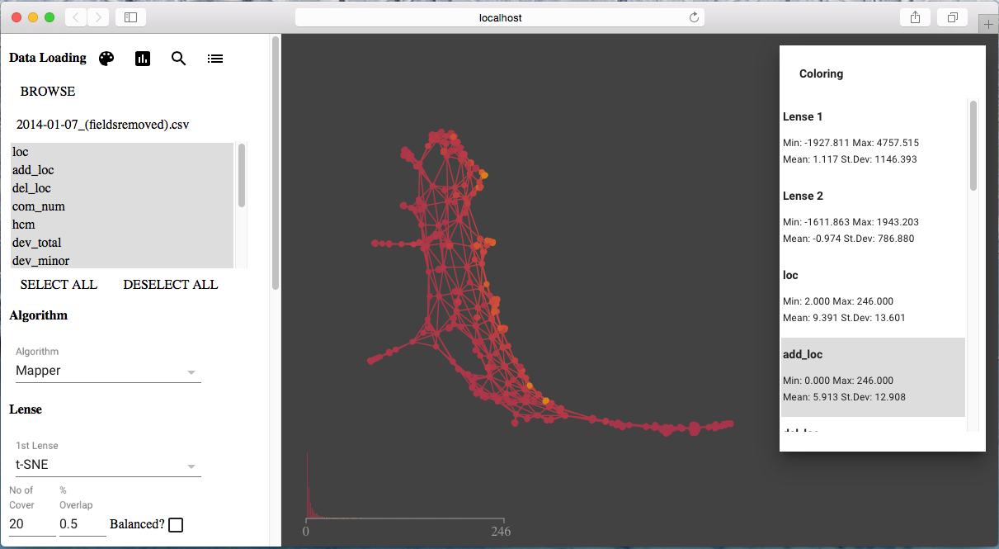 localhost
Data Loading
BROWSE
2014-01-07_(fieldsremoved).csv
loc
add_loc
del_loc
com_num
hcm
dev_total
dev_minor
SELECT ALL DESELECT ALL
Algorithm
Algorithm
Mapper
Lense
1st Lense
t-SNE
No of Cover
% Overlap
20
0.5
Balanced?
0
246
Coloring
Lense 1
Min: -1927.811 Max: 4757.515
Mean: 1.117 St.Dev: 1146.393
Lense 2
Min: -1611.863 Max: 1943.203
Mean: -0.974 St.Dev: 786.880
loc
Min: 2.000 Max: 246.000
Mean: 9.391 St.Dev: 13.601
add_loc
Min: 0.000 Max: 246.000
Mean: 5.913 St.Dev: 12.908